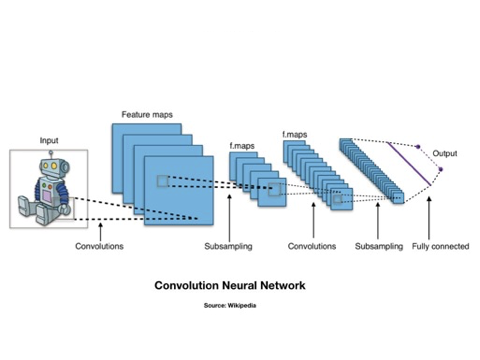 Feature maps
f.maps
f.maps
Input
Output
Convolutions
Subsampling
Convolutions
Subsampling
Fully connected
Convolution Neural Network
Source: Wikipedia